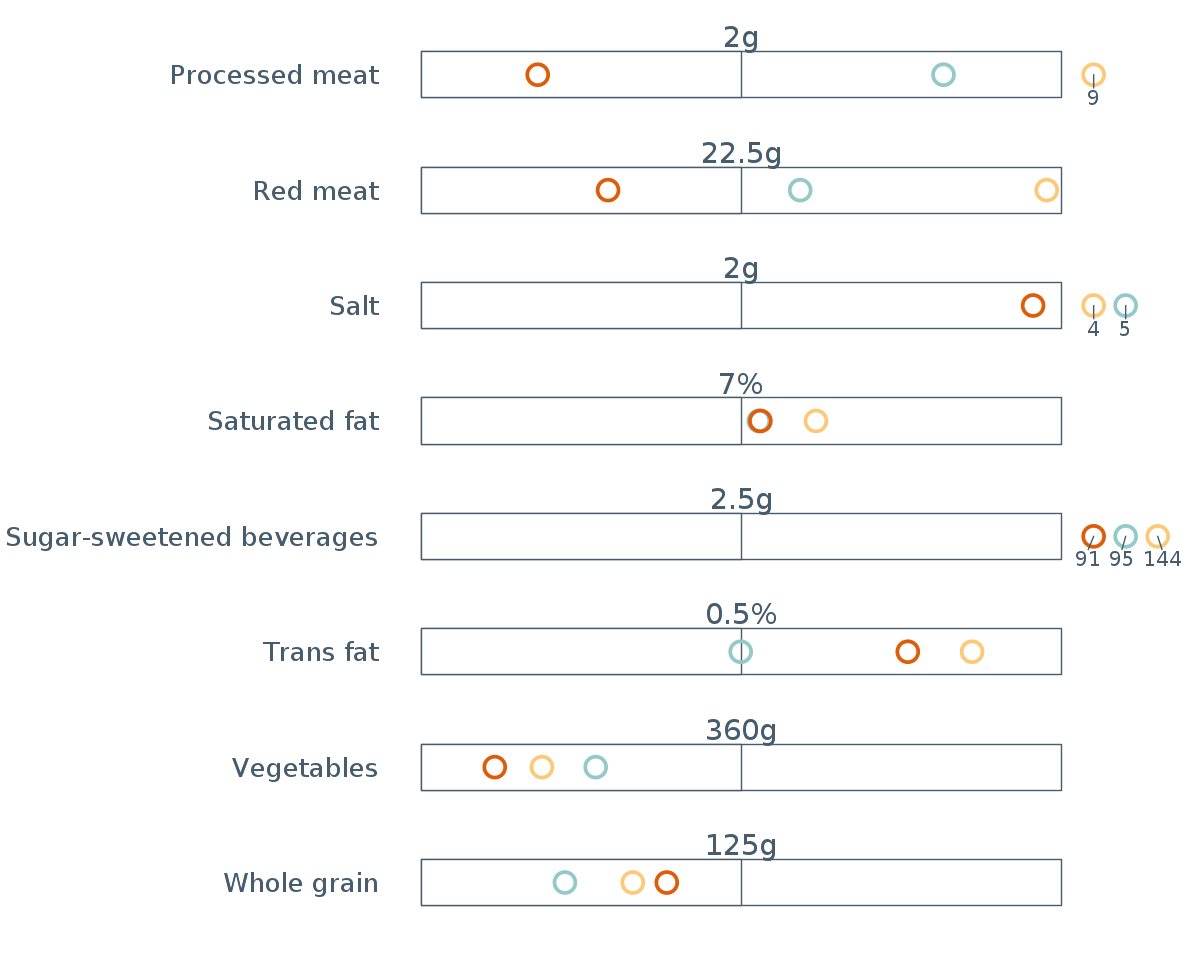 2g
Processed meat
9
22.5g
Red meat
2g
Salt
4 5
7%
Saturated fat
2.5g
Sugar-sweetened beverages
91 95 144
0.5%
Trans fat
360g
Vegetables
125g
Whole grain